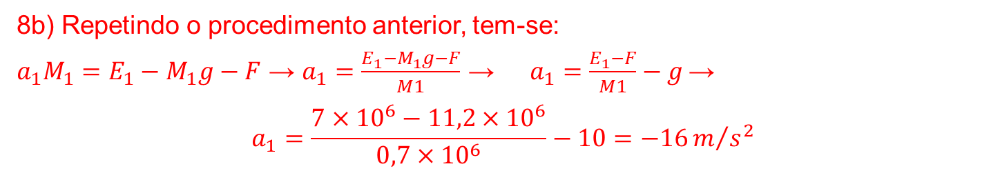 8b) Repetindo o procedimento anterior, tem-se:
a₁M₁ = E₁ − M₁g − F → a₁ = (E₁−M₁g−F)/M1 → a₁ = (E₁−F)/M1 − g →
a₁ = (7 × 10⁶ − 11,2 × 10⁶)/(0,7 × 10⁶) − 10 = −16 m/s²